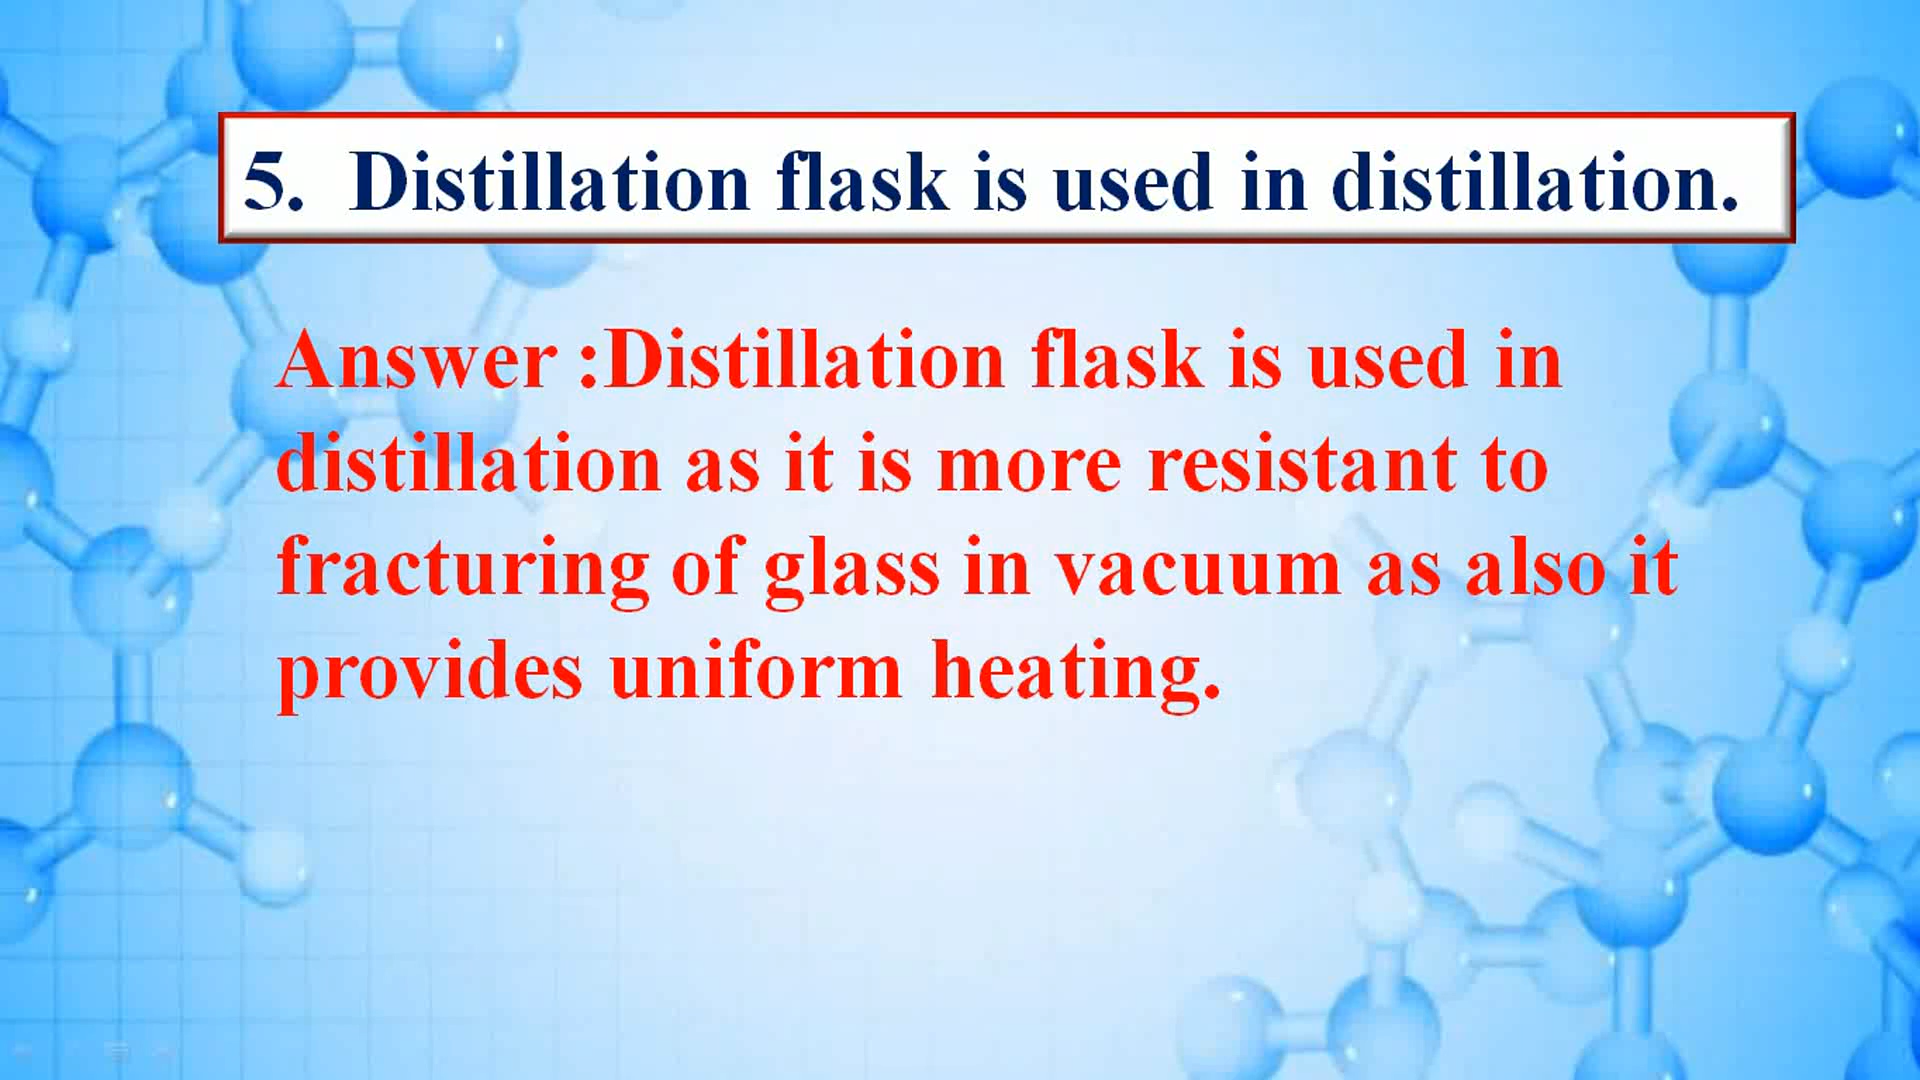 5. Distillation flask is used in distillation.
Answer :Distillation flask is used in
distillation as it is more resistant to
fracturing of glass in vacuum as also it
provides uniform heating.